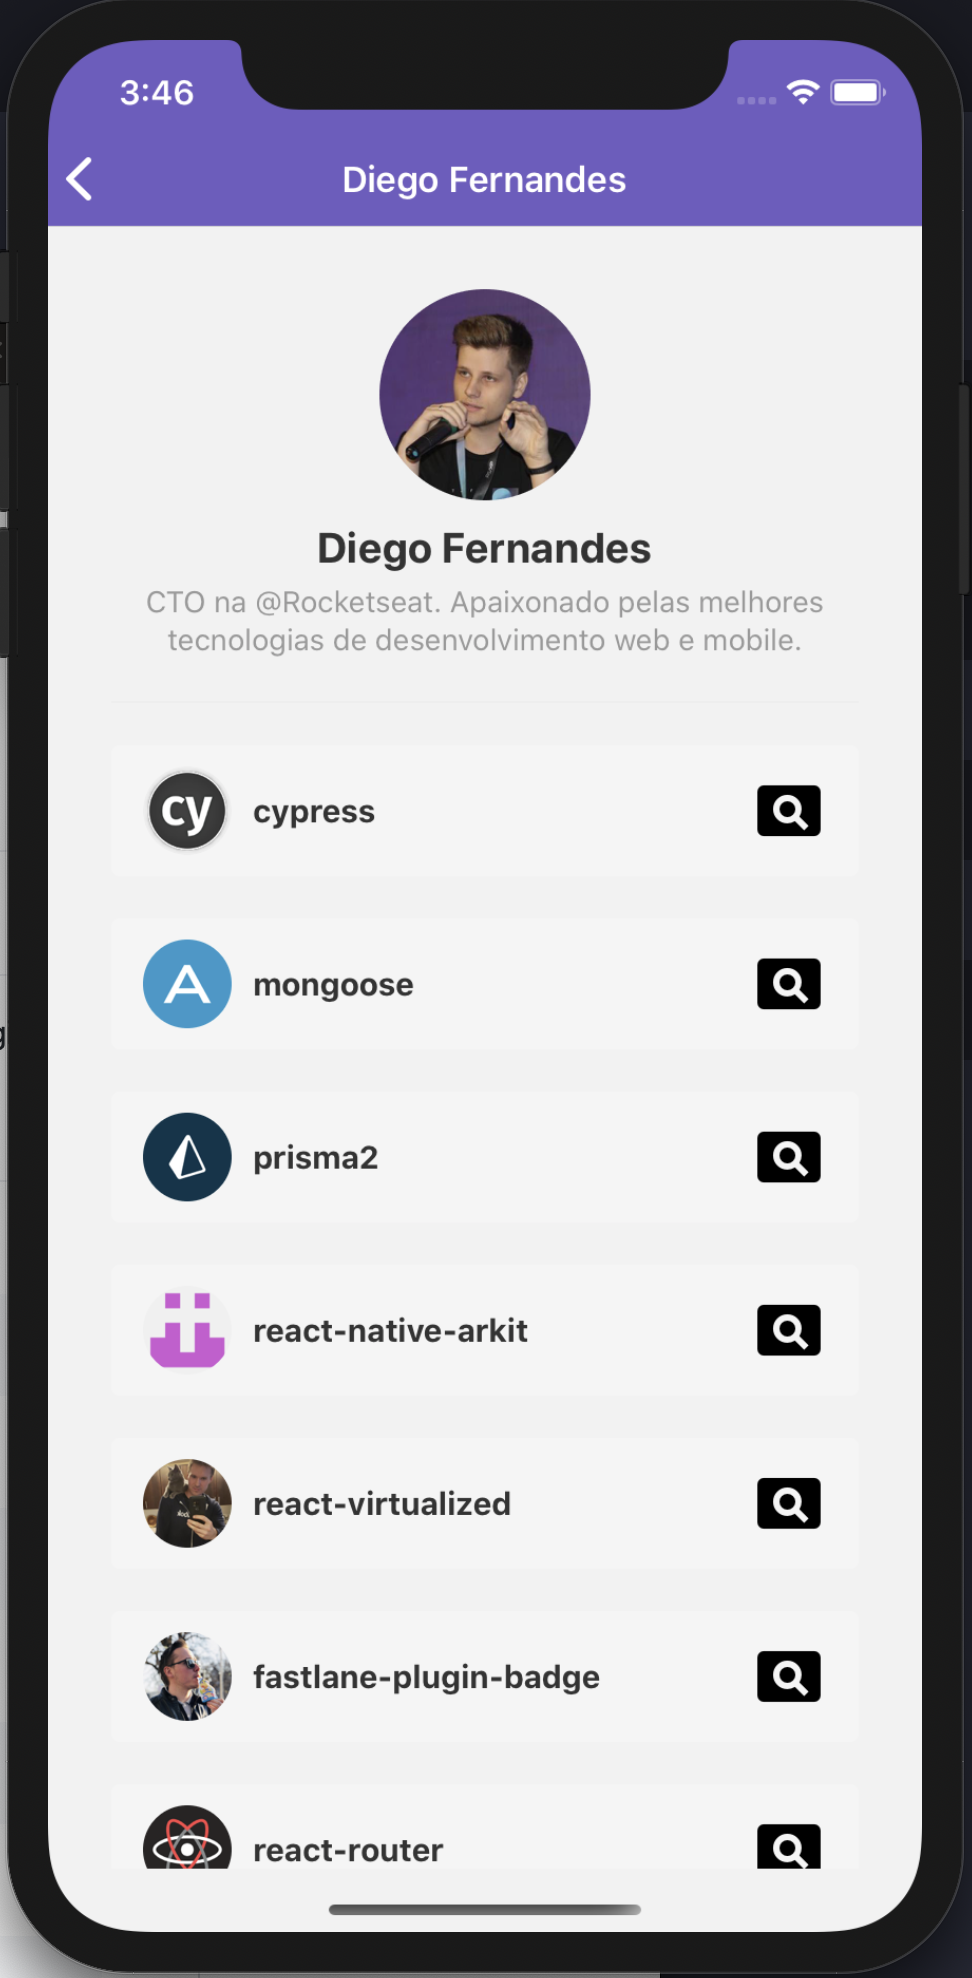 3:46
Diego Fernandes
Diego Fernandes
CTO na @Rocketseat. Apaixonado pelas melhores
tecnologias de desenvolvimento web e mobile.
cy cypress
mongoose
prisma2
react-native-arkit
react-virtualized
fastlane-plugin-badge
react-router